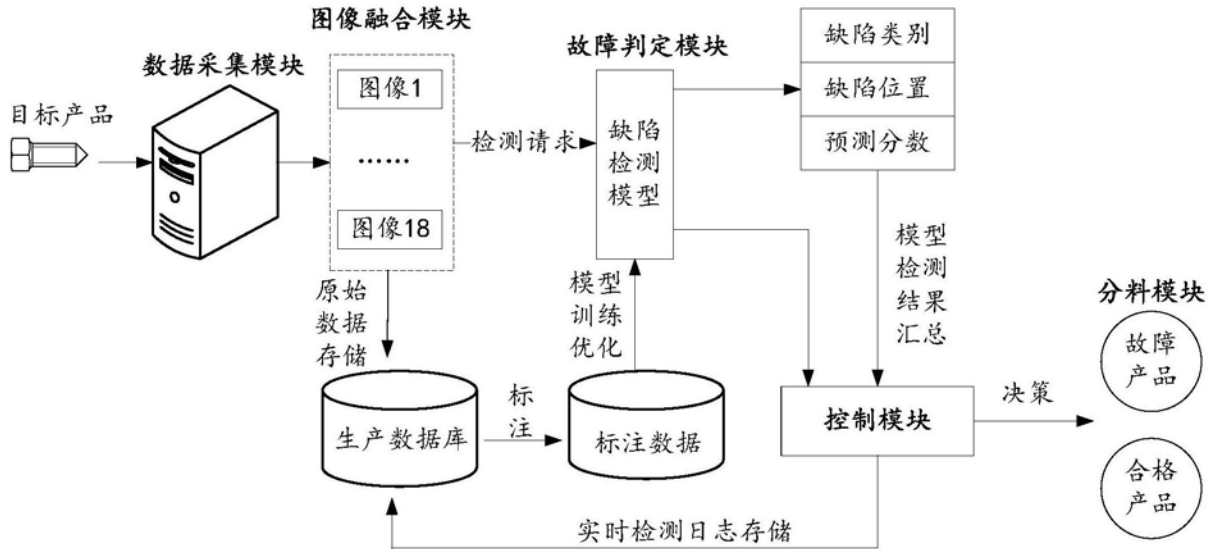 图像融合模块
数据采集模块
故障判定模块
目标产品
图像1
……
图像18
检测请求
缺陷检测模型
缺陷类别
缺陷位置
预测分数
原始数据存储
模型训练优化
模型检测结果汇总
分料模块
故障产品
合格产品
生产数据库
标注
标注数据
控制模块
决策
实时检测日志存储